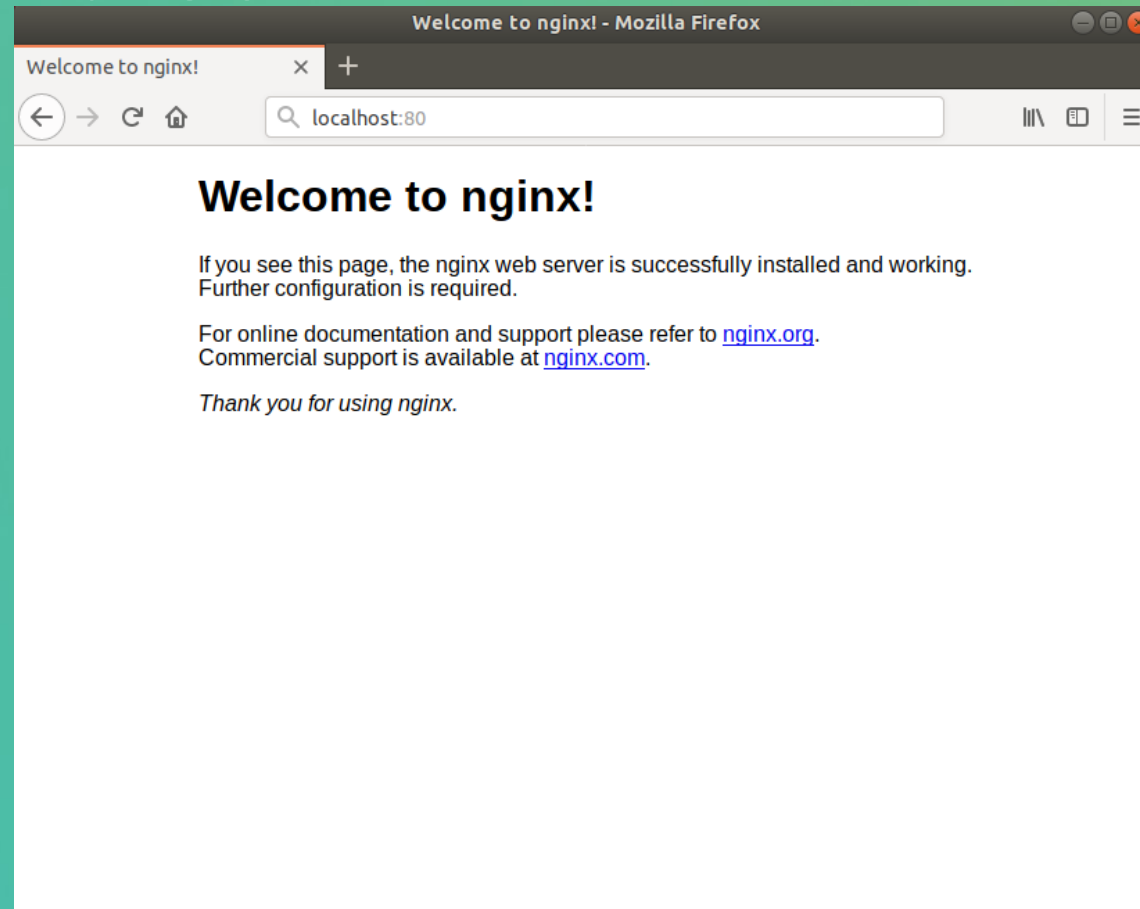 Welcome to nginx! - Mozilla Firefox
Welcome to nginx!
localhost:80
Welcome to nginx!
If you see this page, the nginx web server is successfully installed and working.
Further configuration is required.
For online documentation and support please refer to nginx.org.
Commercial support is available at nginx.com.
Thank you for using nginx.